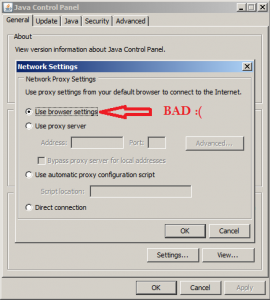 Java Control Panel
General Update Java Security Advanced
About
View version information about Java Control Panel.
Network Settings
Network Proxy Settings
Use proxy settings from your default browser to connect to the Internet.
Use browser settings BAD :(
Use proxy server
Address: Port: Advanced...
Bypass proxy server for local addresses
Use automatic proxy configuration script
Script location:
Direct connection
OK Cancel
Settings... View...
OK Cancel Apply